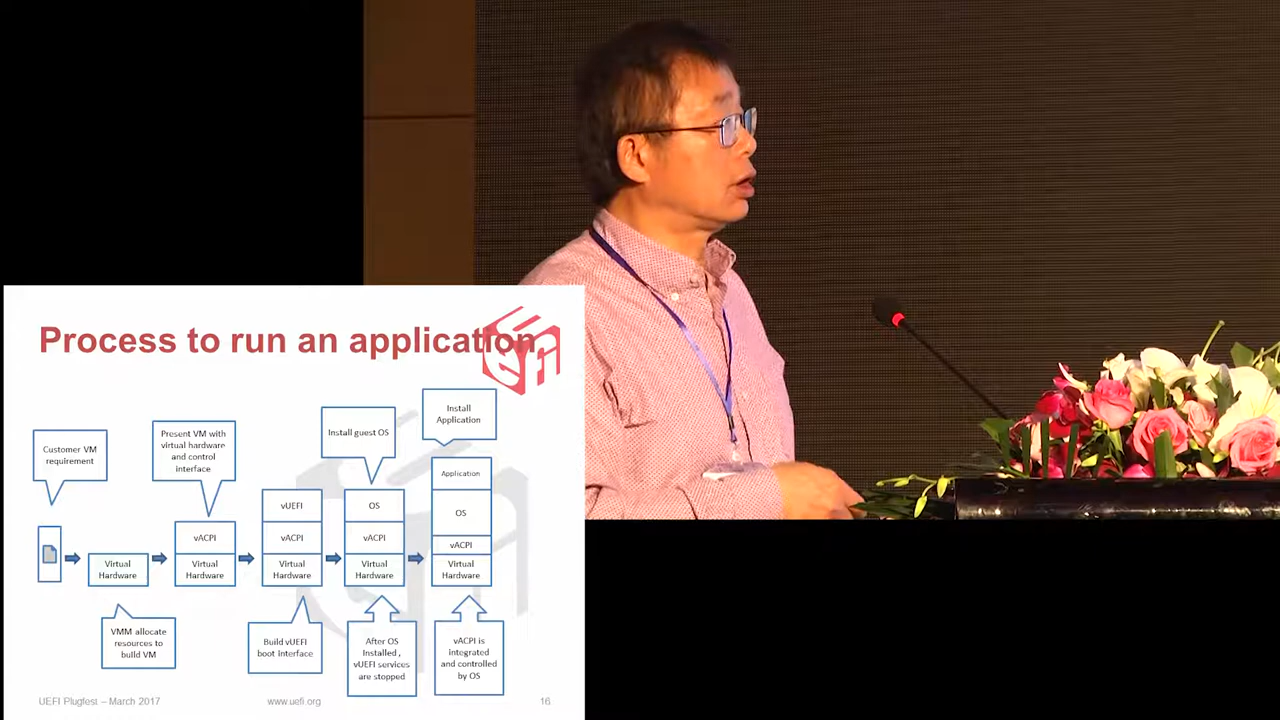 Process to run an application
uefi
Customer VM
requirement
Present VM with
virtual hardware
and control
interface
Install guest OS
Install
Application
Virtual
Hardware
vACPI
Virtual
Hardware
vUEFI
vACPI
Virtual
Hardware
OS
vACPI
Virtual
Hardware
Application
OS
vACPI
Virtual
Hardware
VMM allocate
resources to
build VM
Build vUEFI
boot interface
After OS
Installed ,
vUEFI services
are stopped
vACPI is
integrated
and controlled
by OS
UEFI Plugfest – March 2017
www.uefi.org
16